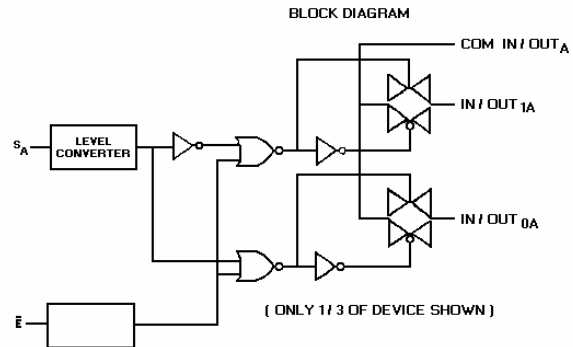 BLOCK DIAGRAM
COM IN / OUT A
IN / OUT 1A
S A
LEVEL
CONVERTER
IN / OUT 0A
( ONLY 1 / 3 OF DEVICE SHOWN )
E̅